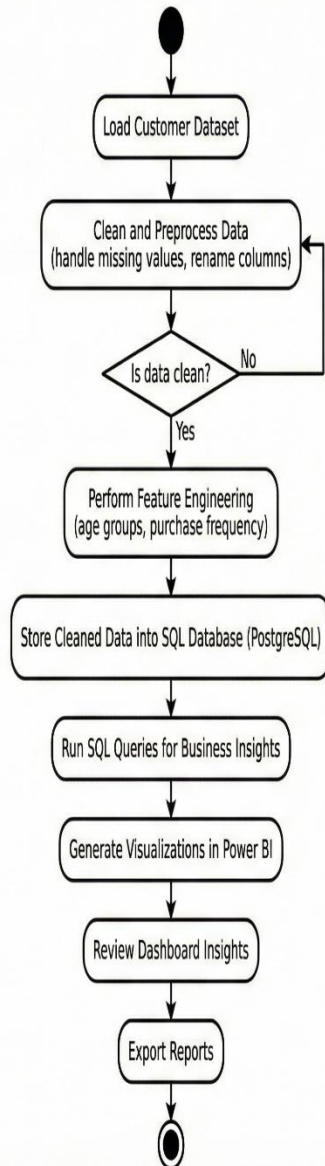 Load Customer Dataset
Clean and Preprocess Data
(handle missing values, rename columns)
Is data clean?
No
Yes
Perform Feature Engineering
(age groups, purchase frequency)
Store Cleaned Data into SQL Database (PostgreSQL)
Run SQL Queries for Business Insights
Generate Visualizations in Power BI
Review Dashboard Insights
Export Reports